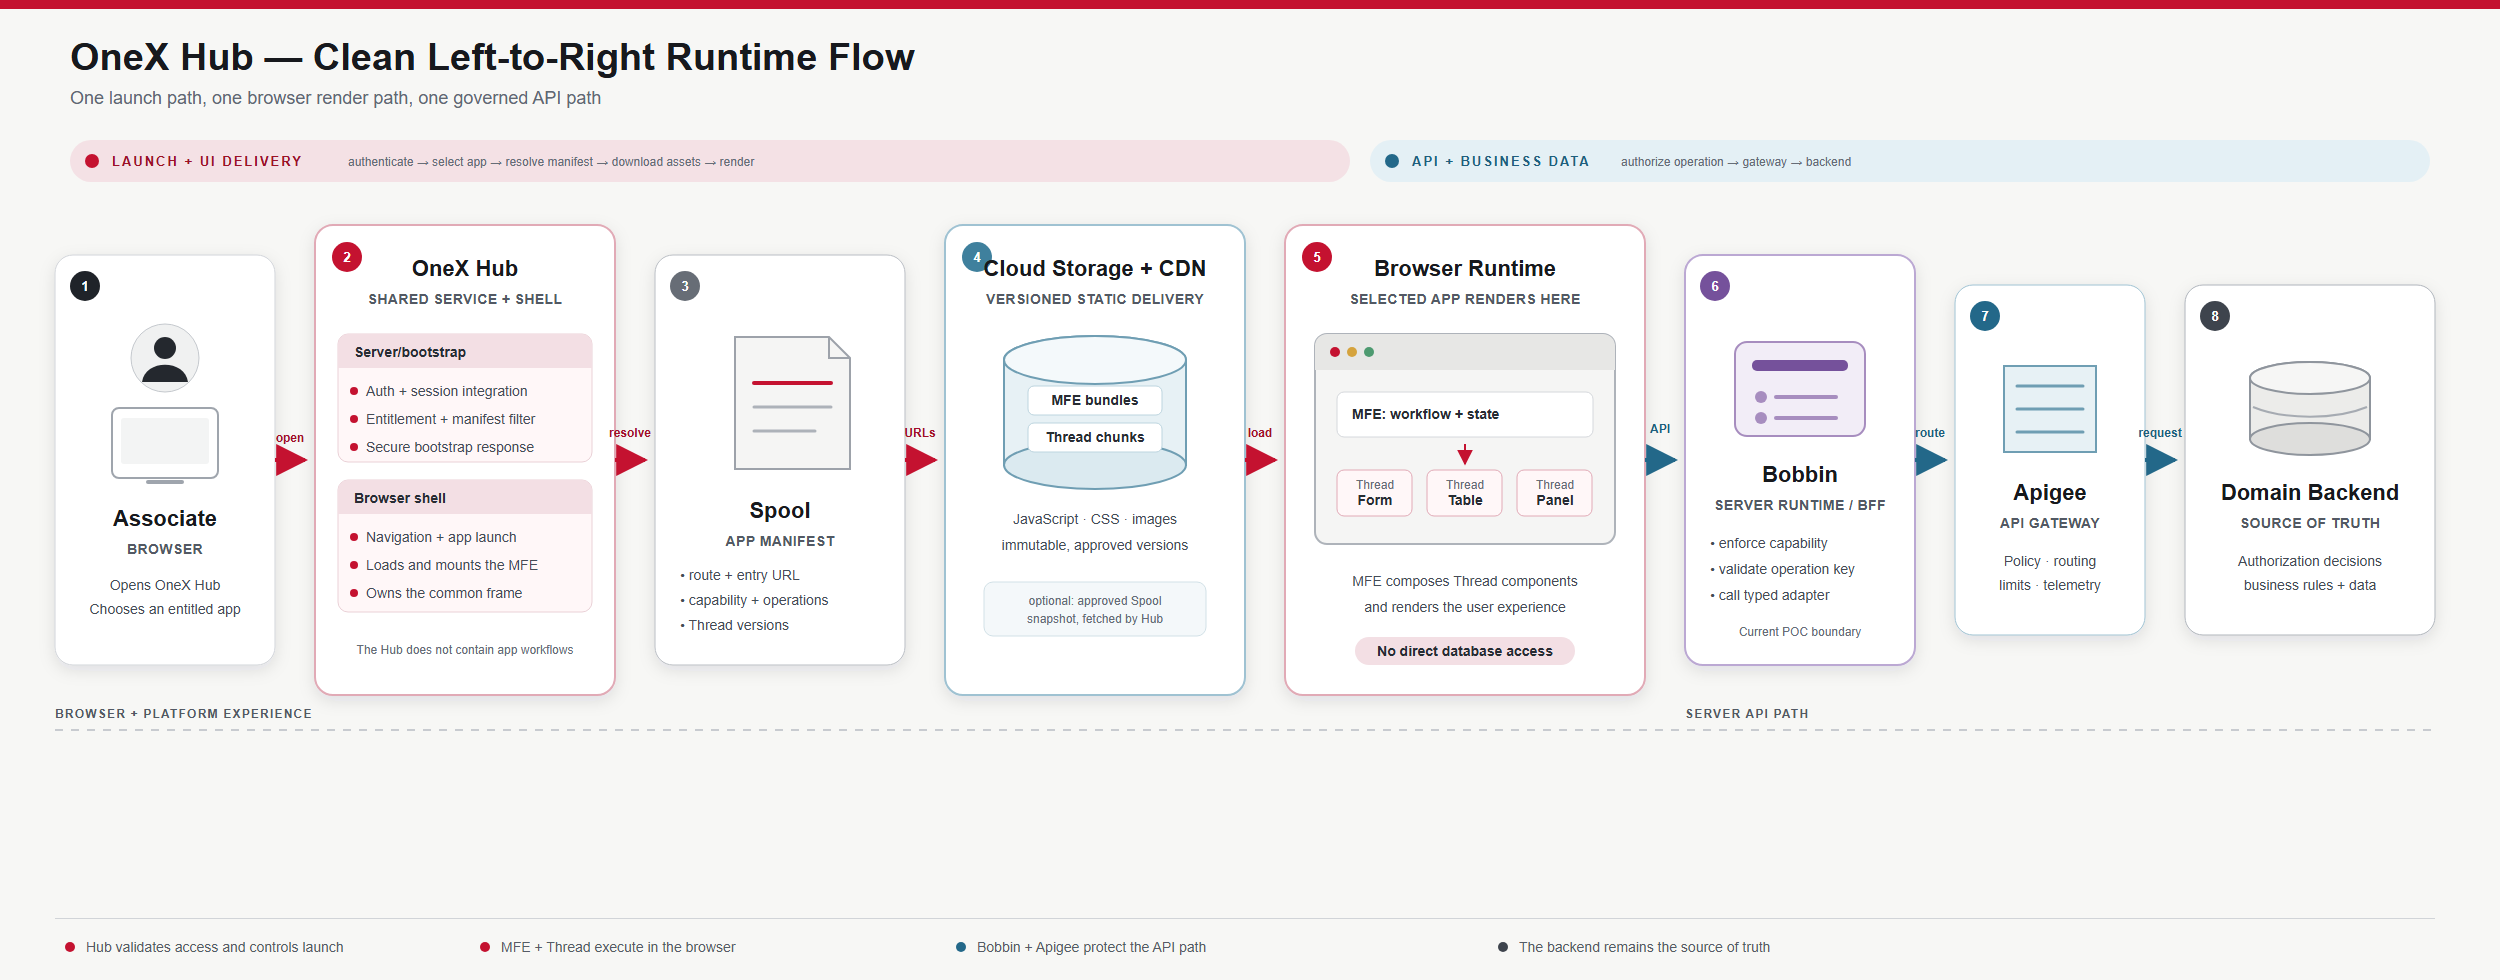 OneX Hub — Clean Left-to-Right Runtime Flow
One launch path, one browser render path, one governed API path
LAUNCH + UI DELIVERY authenticate → select app → resolve manifest → download assets → render
API + BUSINESS DATA authorize operation → gateway → backend
1
Associate
BROWSER
Opens OneX Hub
Chooses an entitled app
open
2
OneX Hub
SHARED SERVICE + SHELL
Server/bootstrap
Auth + session integration
Entitlement + manifest filter
Secure bootstrap response
Browser shell
Navigation + app launch
Loads and mounts the MFE
Owns the common frame
The Hub does not contain app workflows
resolve
3
Spool
APP MANIFEST
• route + entry URL
• capability + operations
• Thread versions
URLs
4
Cloud Storage + CDN
VERSIONED STATIC DELIVERY
MFE bundles
Thread chunks
JavaScript · CSS · images
immutable, approved versions
optional: approved Spool
snapshot, fetched by Hub
load
5
Browser Runtime
SELECTED APP RENDERS HERE
MFE: workflow + state
Thread
Form
Thread
Table
Thread
Panel
MFE composes Thread components
and renders the user experience
No direct database access
API
6
Bobbin
SERVER RUNTIME / BFF
• enforce capability
• validate operation key
• call typed adapter
Current POC boundary
route
7
Apigee
API GATEWAY
Policy · routing
limits · telemetry
request
8
Domain Backend
SOURCE OF TRUTH
Authorization decisions
business rules + data
BROWSER + PLATFORM EXPERIENCE
SERVER API PATH
Hub validates access and controls launch
MFE + Thread execute in the browser
Bobbin + Apigee protect the API path
The backend remains the source of truth